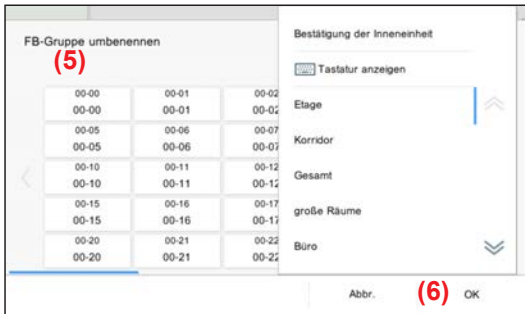 FB-Gruppe umbenennen
(5)
00-00 00-01 00-02
00-00 00-01 00-02
00-05 00-06 00-07
00-05 00-06 00-07
00-10 00-11 00-12
00-10 00-11 00-12
00-15 00-16 00-17
00-15 00-16 00-17
00-20 00-21 00-22
00-20 00-21 00-22
Bestätigung der Inneneinheit
Tastatur anzeigen
Etage
Korridor
Gesamt
große Räume
Büro
Abbr. (6) OK